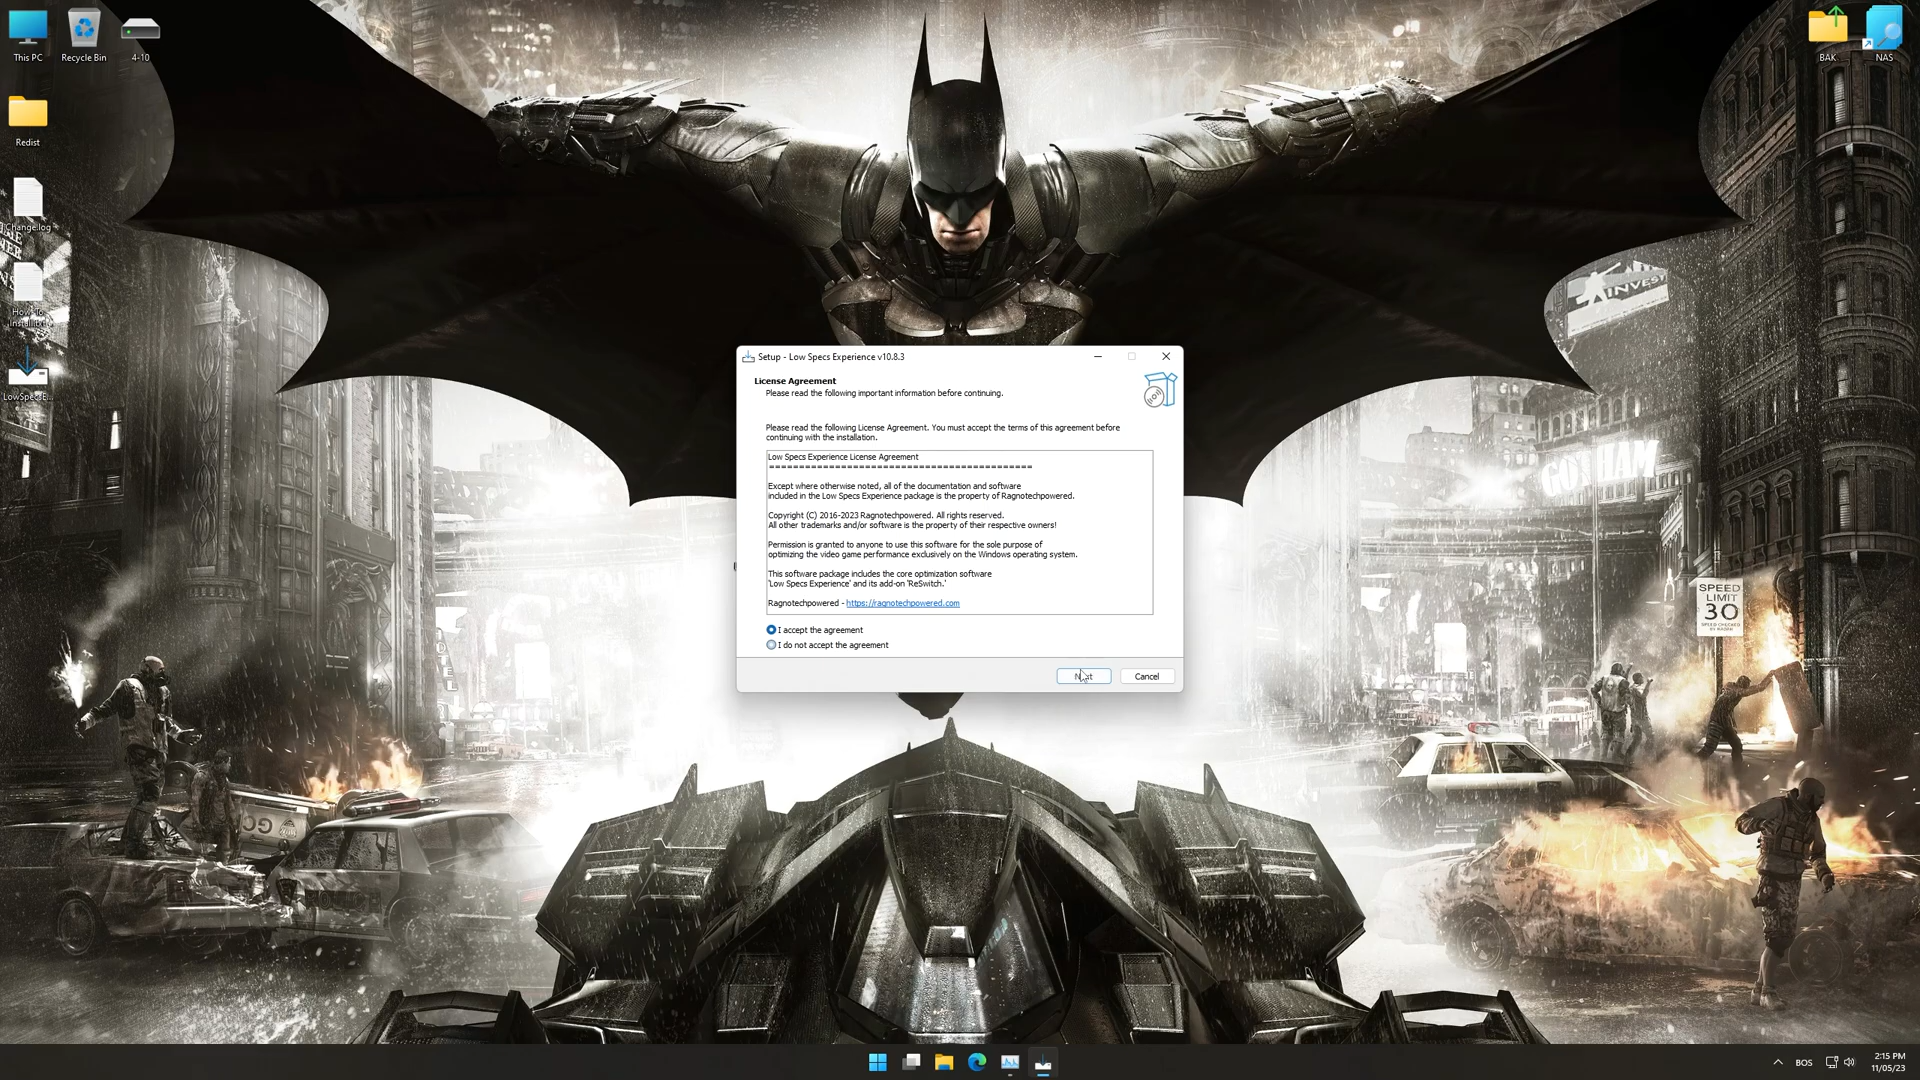 This PC
Recycle Bin
4-10
BAK
NAS
Redist
Change.log
How To
LowSpecsE...
INVEST
GOTHAM
SPEED
LIMIT
30
Setup - Low Specs Experience v10.8.3
License Agreement
Please read the following important information before continuing.
Please read the following License Agreement. You must accept the terms of this agreement before
continuing with the installation.
Low Specs Experience License Agreement
=============================================
Except where otherwise noted, all of the documentation and software
included in the Low Specs Experience package is the property of Ragnotechpowered.
Copyright (C) 2016-2023 Ragnotechpowered. All rights reserved.
All other trademarks and/or software is the property of their respective owners!
Permission is granted to anyone to use this software for the sole purpose of
optimizing the video game performance exclusively on the Windows operating system.
This software package includes the core optimization software
'Low Specs Experience' and its add-on 'ReSwitch.'
Ragnotechpowered - https://ragnotechpowered.com
I accept the agreement
I do not accept the agreement
Next
Cancel
BOS
2:15 PM
11/05/23